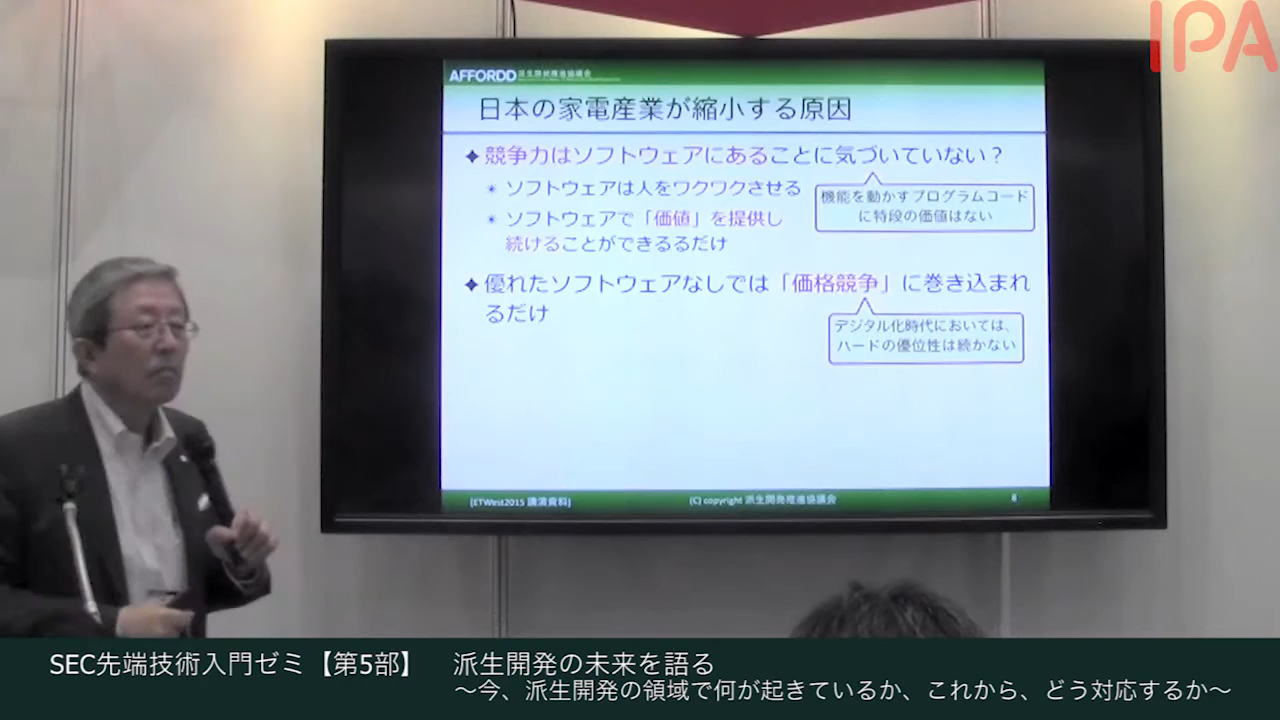 IPA
AFFORDD 派生開発推進協議会
日本の家電産業が縮小する原因
✦ 競争力はソフトウェアにあることに気づいていない？
＊ ソフトウェアは人をワクワクさせる
機能を動かすプログラムコード
に特段の価値はない
＊ ソフトウェアで「価値」を提供し
続けることができるるだけ
✦ 優れたソフトウェアなしでは「価格競争」に巻き込まれ
るだけ
デジタル化時代においては、
ハードの優位性は続かない
[ETWest2015 講演資料]
(C) copyright 派生開発推進協議会
8
SEC先端技術入門ゼミ【第5部】 派生開発の未来を語る
～今、派生開発の領域で何が起きているか、これから、どう対応するか～